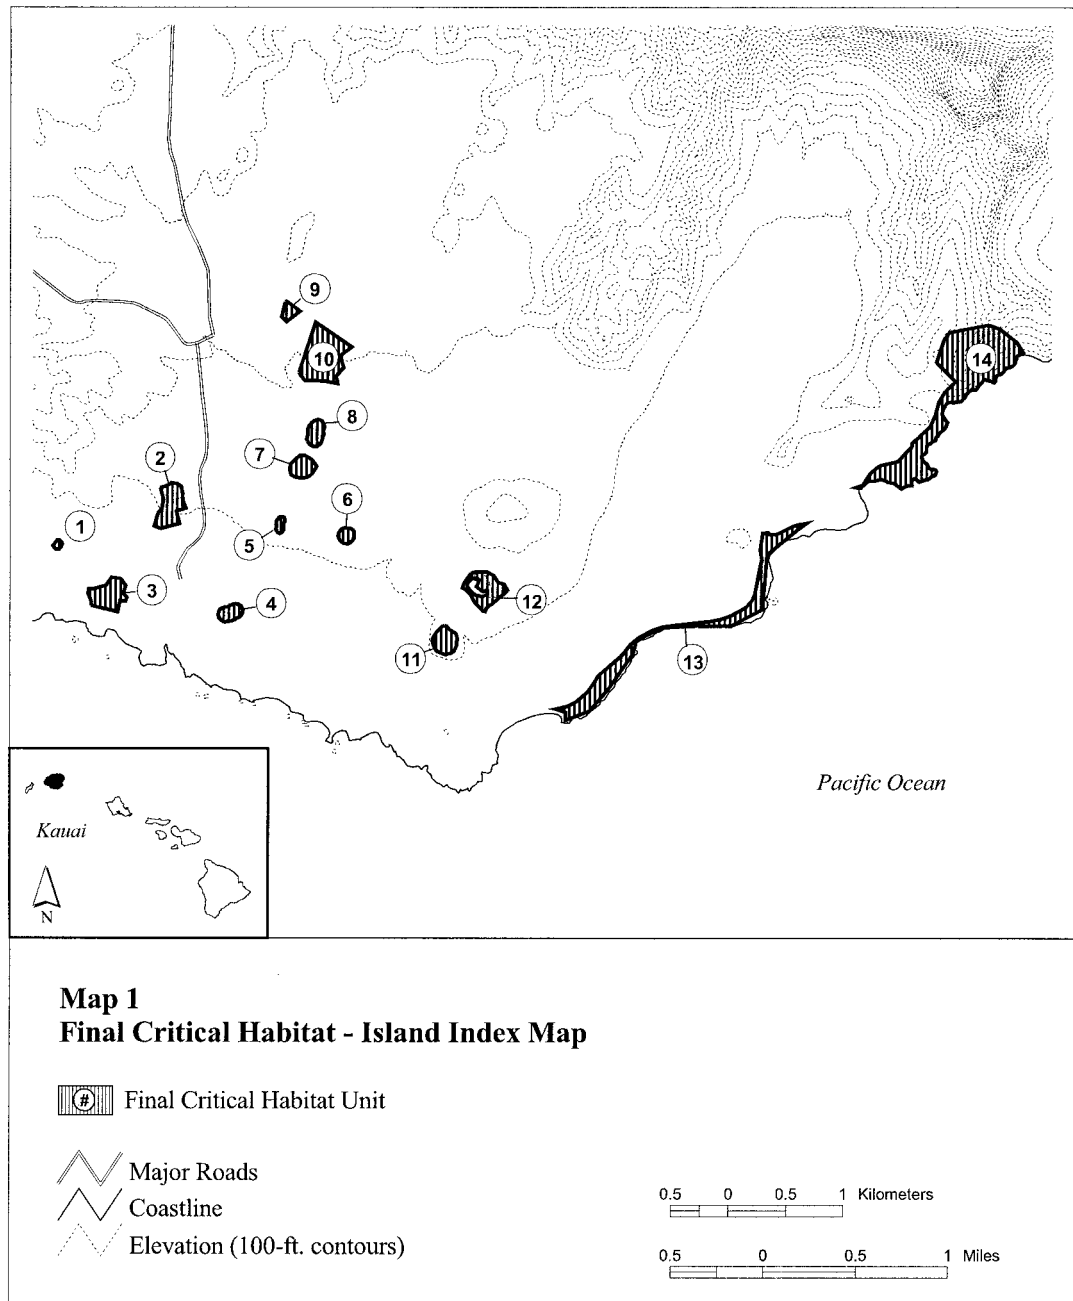 9
10
8
7
2
6
1
5
3
4
12
11
13
14
Pacific Ocean
Kauai
N
Map 1
Final Critical Habitat - Island Index Map
# Final Critical Habitat Unit
Major Roads
Coastline
Elevation (100-ft. contours)
0.5 0 0.5 1 Kilometers
0.5 0 0.5 1 Miles